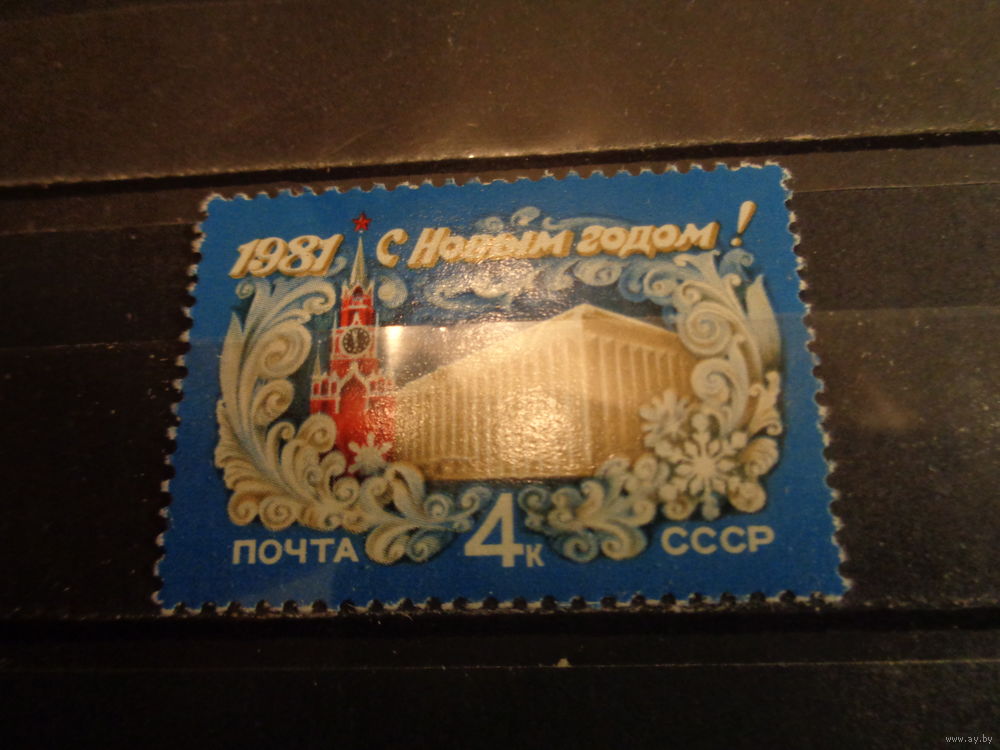 1981 С Новым годом!
ПОЧТА 4к СССР
www.ay.by